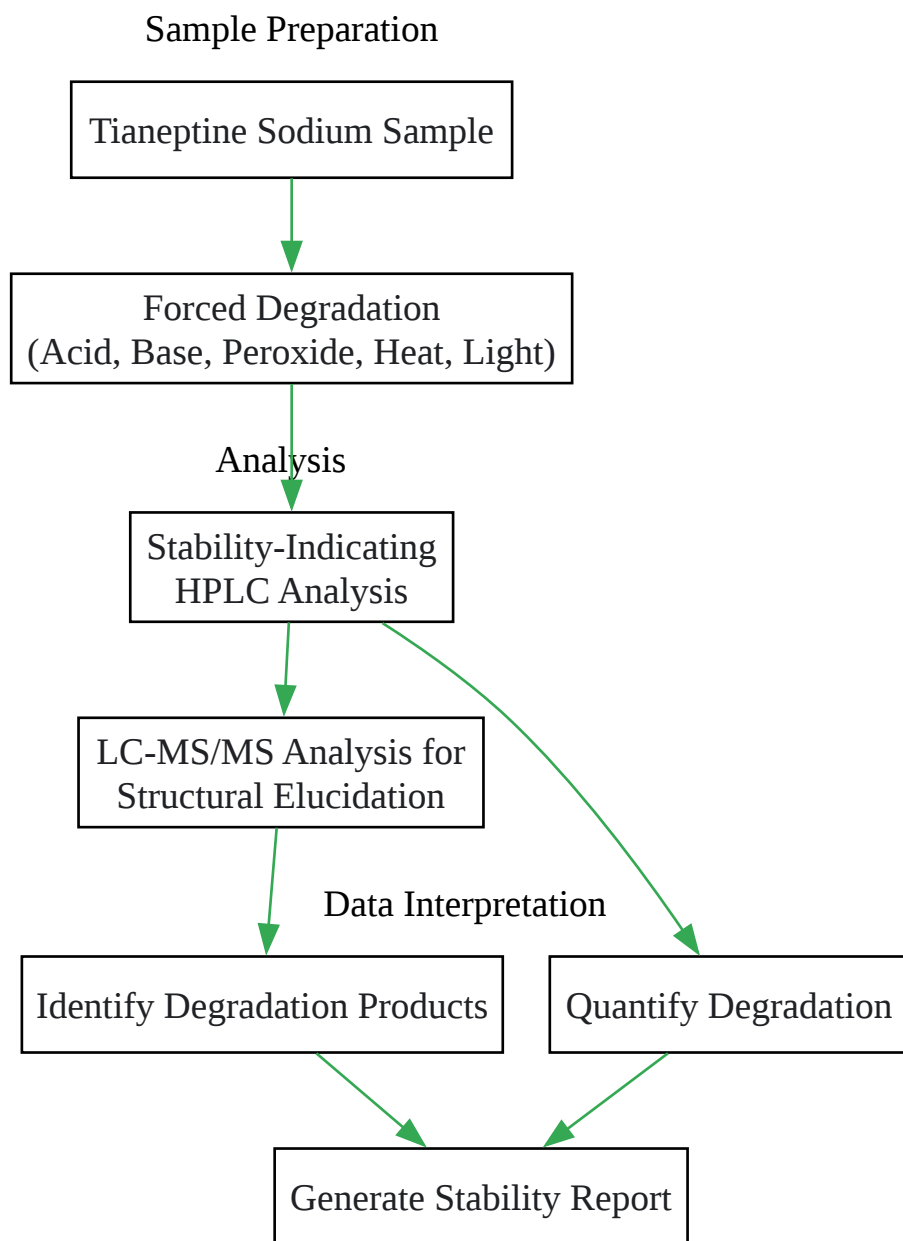 Sample Preparation
Tianeptine Sodium Sample
Forced Degradation
(Acid, Base, Peroxide, Heat, Light)
Analysis
Stability-Indicating
HPLC Analysis
LC-MS/MS Analysis for
Structural Elucidation
Data Interpretation
Identify Degradation Products
Quantify Degradation
Generate Stability Report